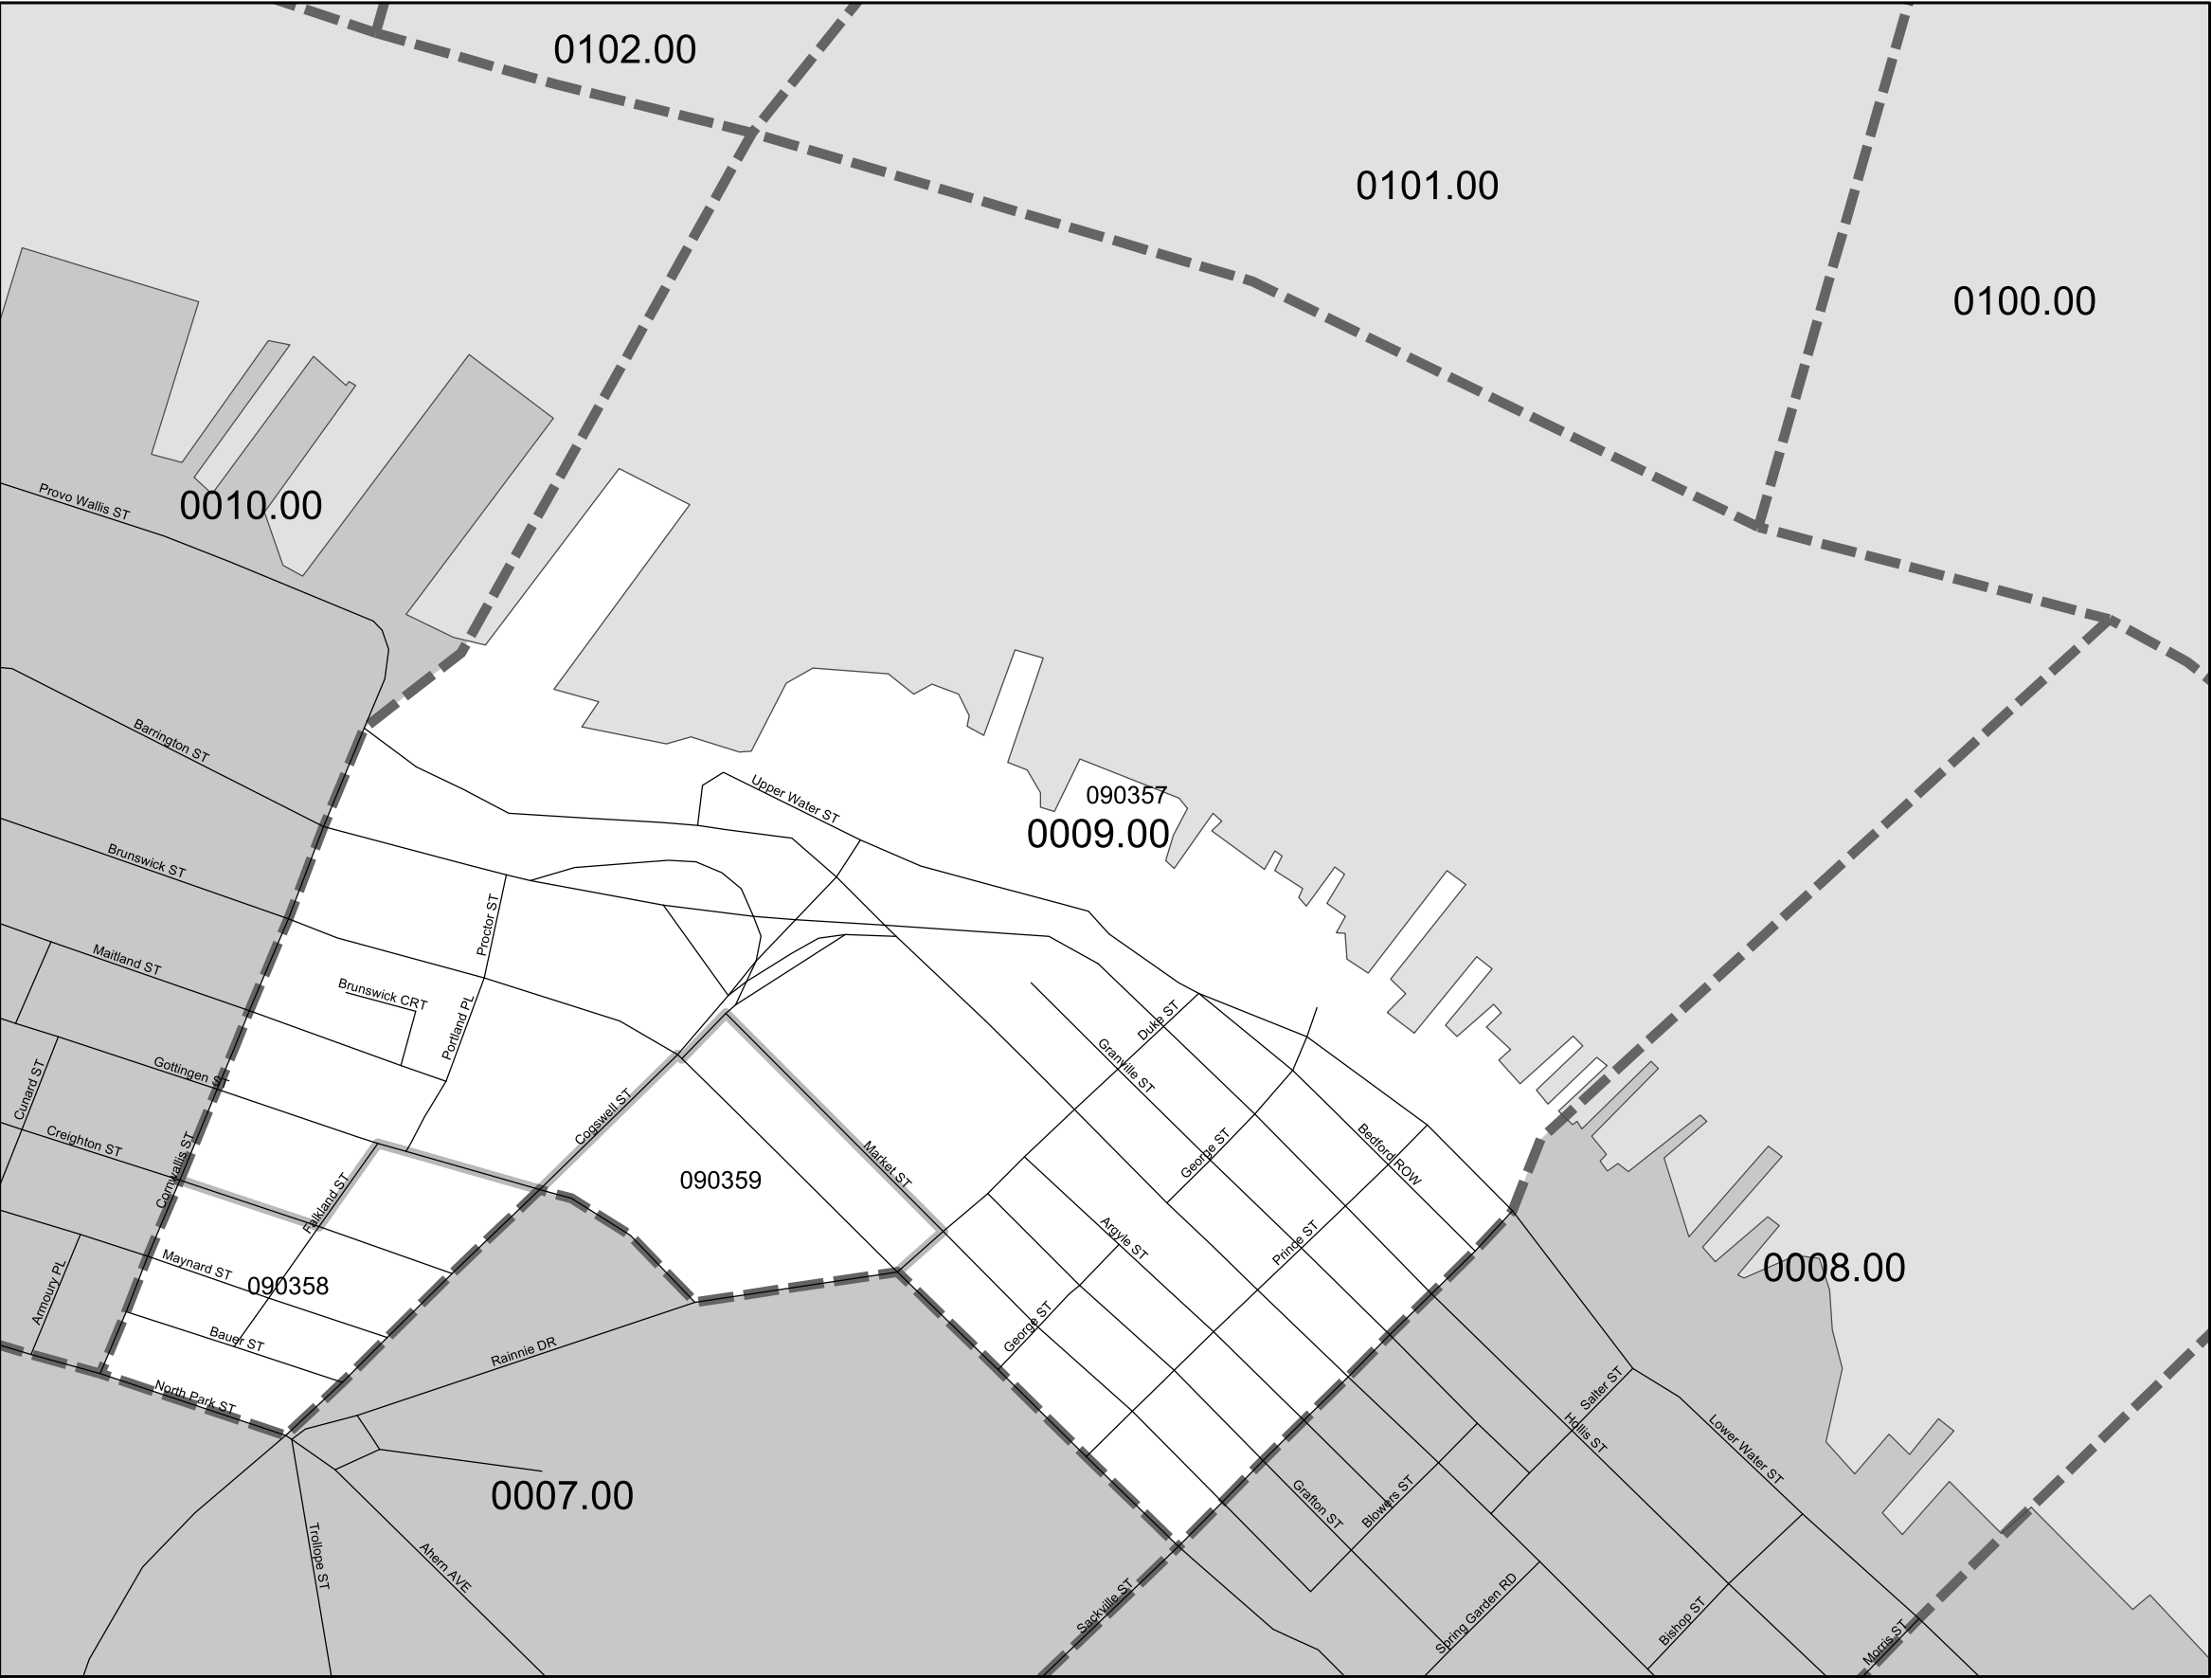 0102.00
0101.00
0100.00
0010.00
Provo Wallis ST
Barrington ST
Upper Water ST
090357
0009.00
Brunswick ST
Proctor ST
Maitland ST
Brunswick CRT
Portland PL
Duke ST
Granville ST
Gottingen ST
Cunard ST
Cogswell ST
Creighton ST
Cornwallis ST
Market ST
George ST
Bedford ROW
090359
Falkland ST
Argyle ST
Prince ST
Maynard ST
090358
0008.00
Armoury PL
Bauer ST
George ST
Rainnie DR
North Park ST
Salter ST
Hollis ST
Lower Water ST
0007.00
Grafton ST
Blowers ST
Trollope ST
Ahern AVE
Sackville ST
Spring Garden RD
Bishop ST
Morris ST